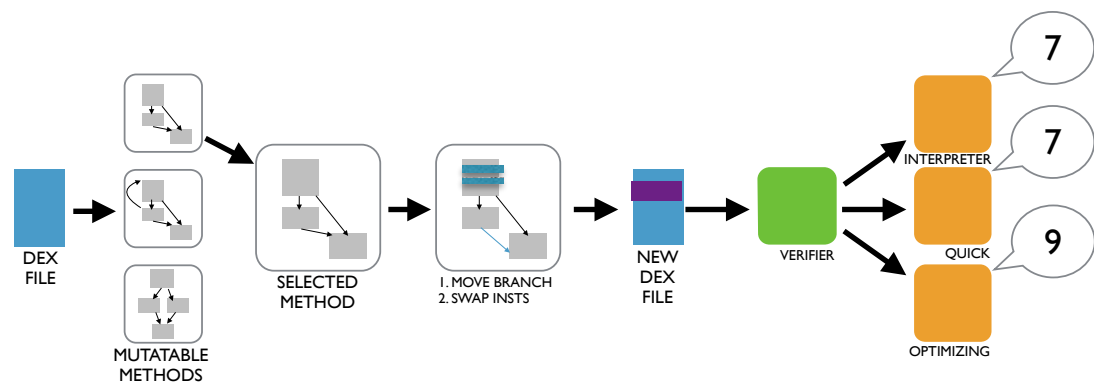 DEX
FILE
MUTATABLE
METHODS
SELECTED
METHOD
1. MOVE BRANCH
2. SWAP INSTS
NEW
DEX
FILE
VERIFIER
7
INTERPRETER
7
QUICK
9
OPTIMIZING